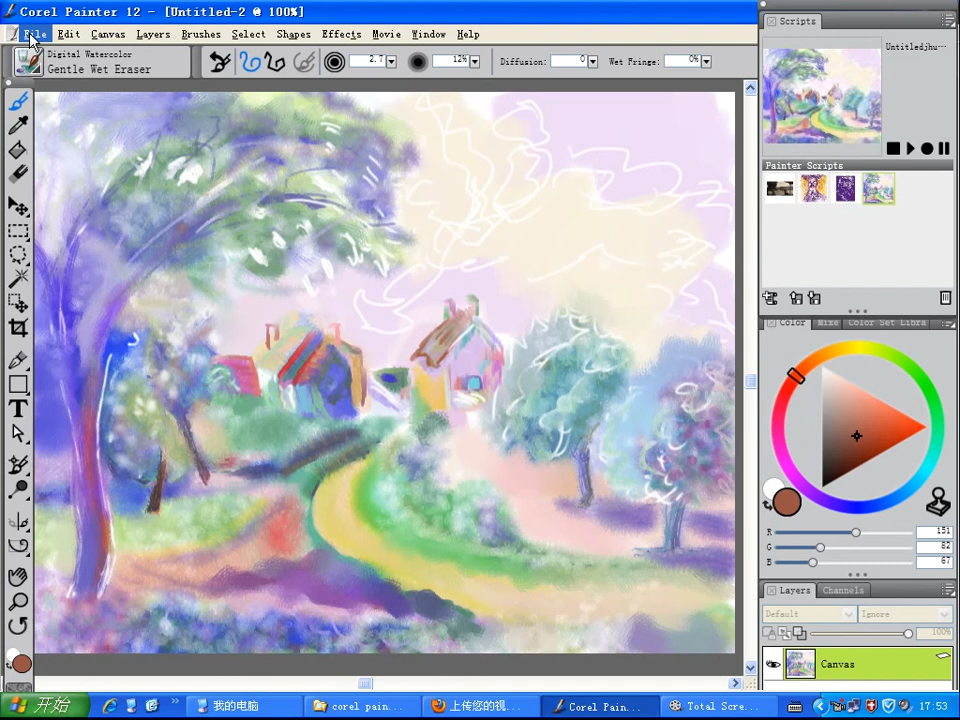 Corel Painter 12 - [Untitled-2 @ 100%]
File Edit Canvas Layers Brushes Select Shapes Effects Movie Window Help
Digital Watercolor
Gentle Wet Eraser
2.7
12%
Diffusion: 0
Wet Fringe: 0%
Scripts
Untitledjhu...
Painter Scripts
Color Mixe Color Set Libra
R 151
G 82
B 67
Layers Channels
Default Ignore
100%
Canvas
开始
我的电脑
corel pain...
上传您的视...
Corel Pain...
Total Scre...
17:53